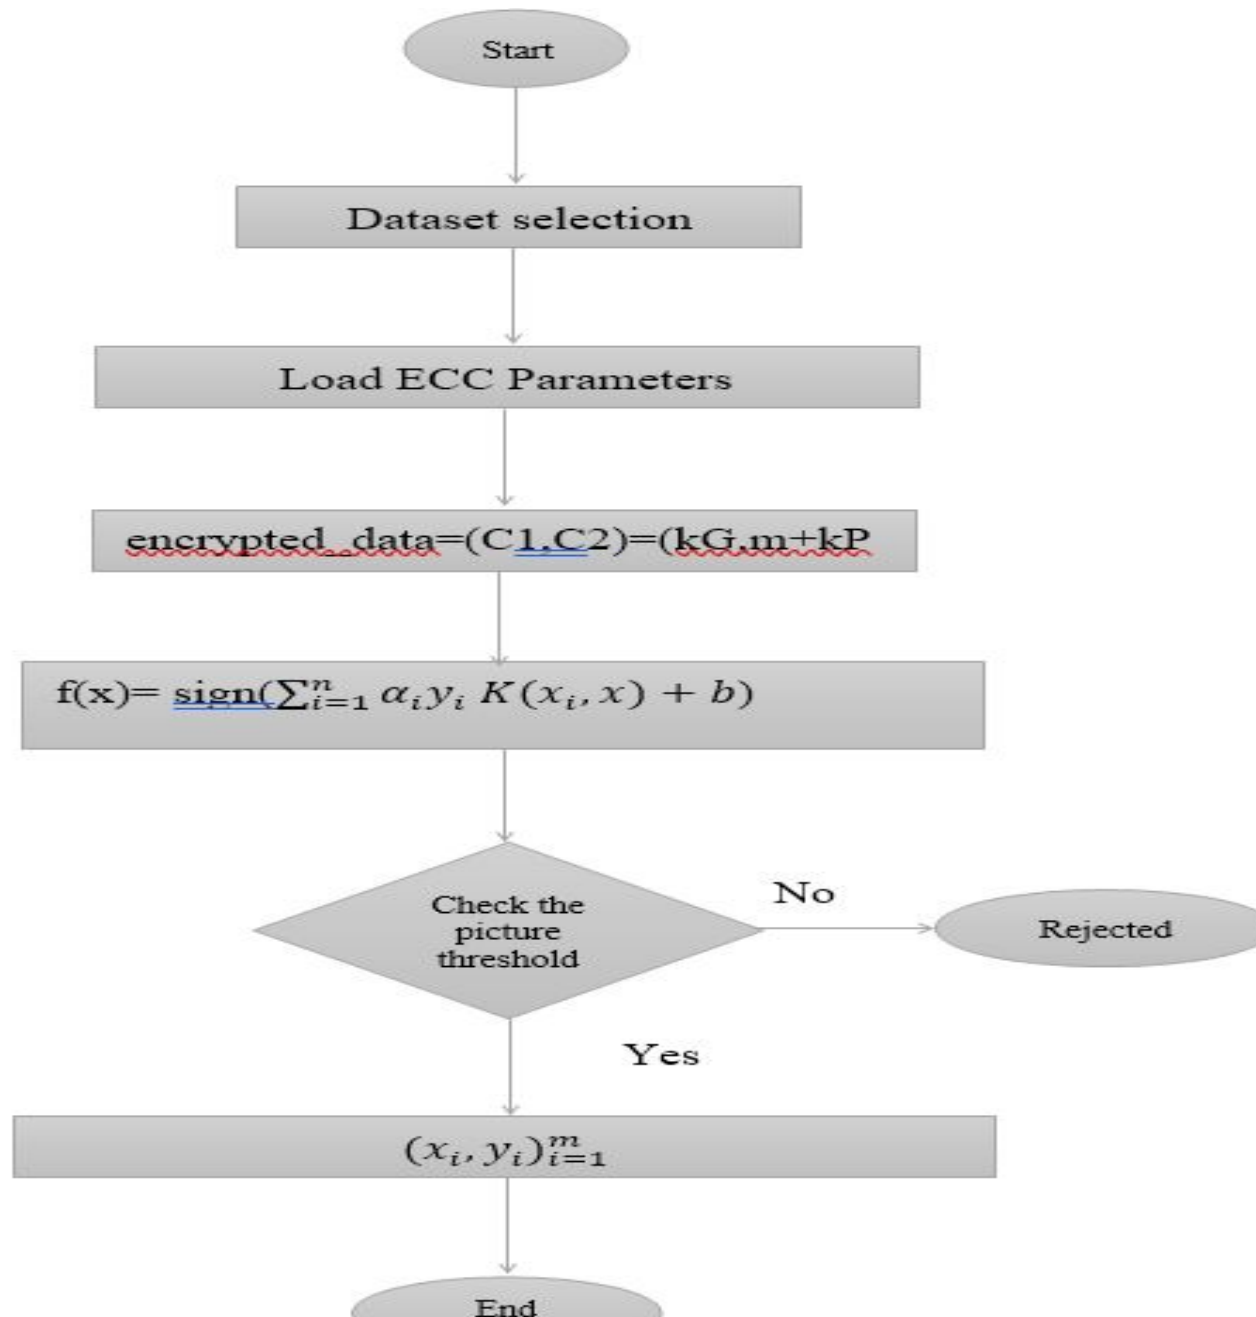 Start
Dataset selection
Load ECC Parameters
encrypted_data=(C1,C2)=(kG,m+kP
f(x)= sign(∑ⁿᵢ₌₁ αᵢyᵢ K(xᵢ, x) + b)
Check the
picture
threshold
No
Rejected
Yes
(xᵢ, yᵢ)ᵐᵢ₌₁
End